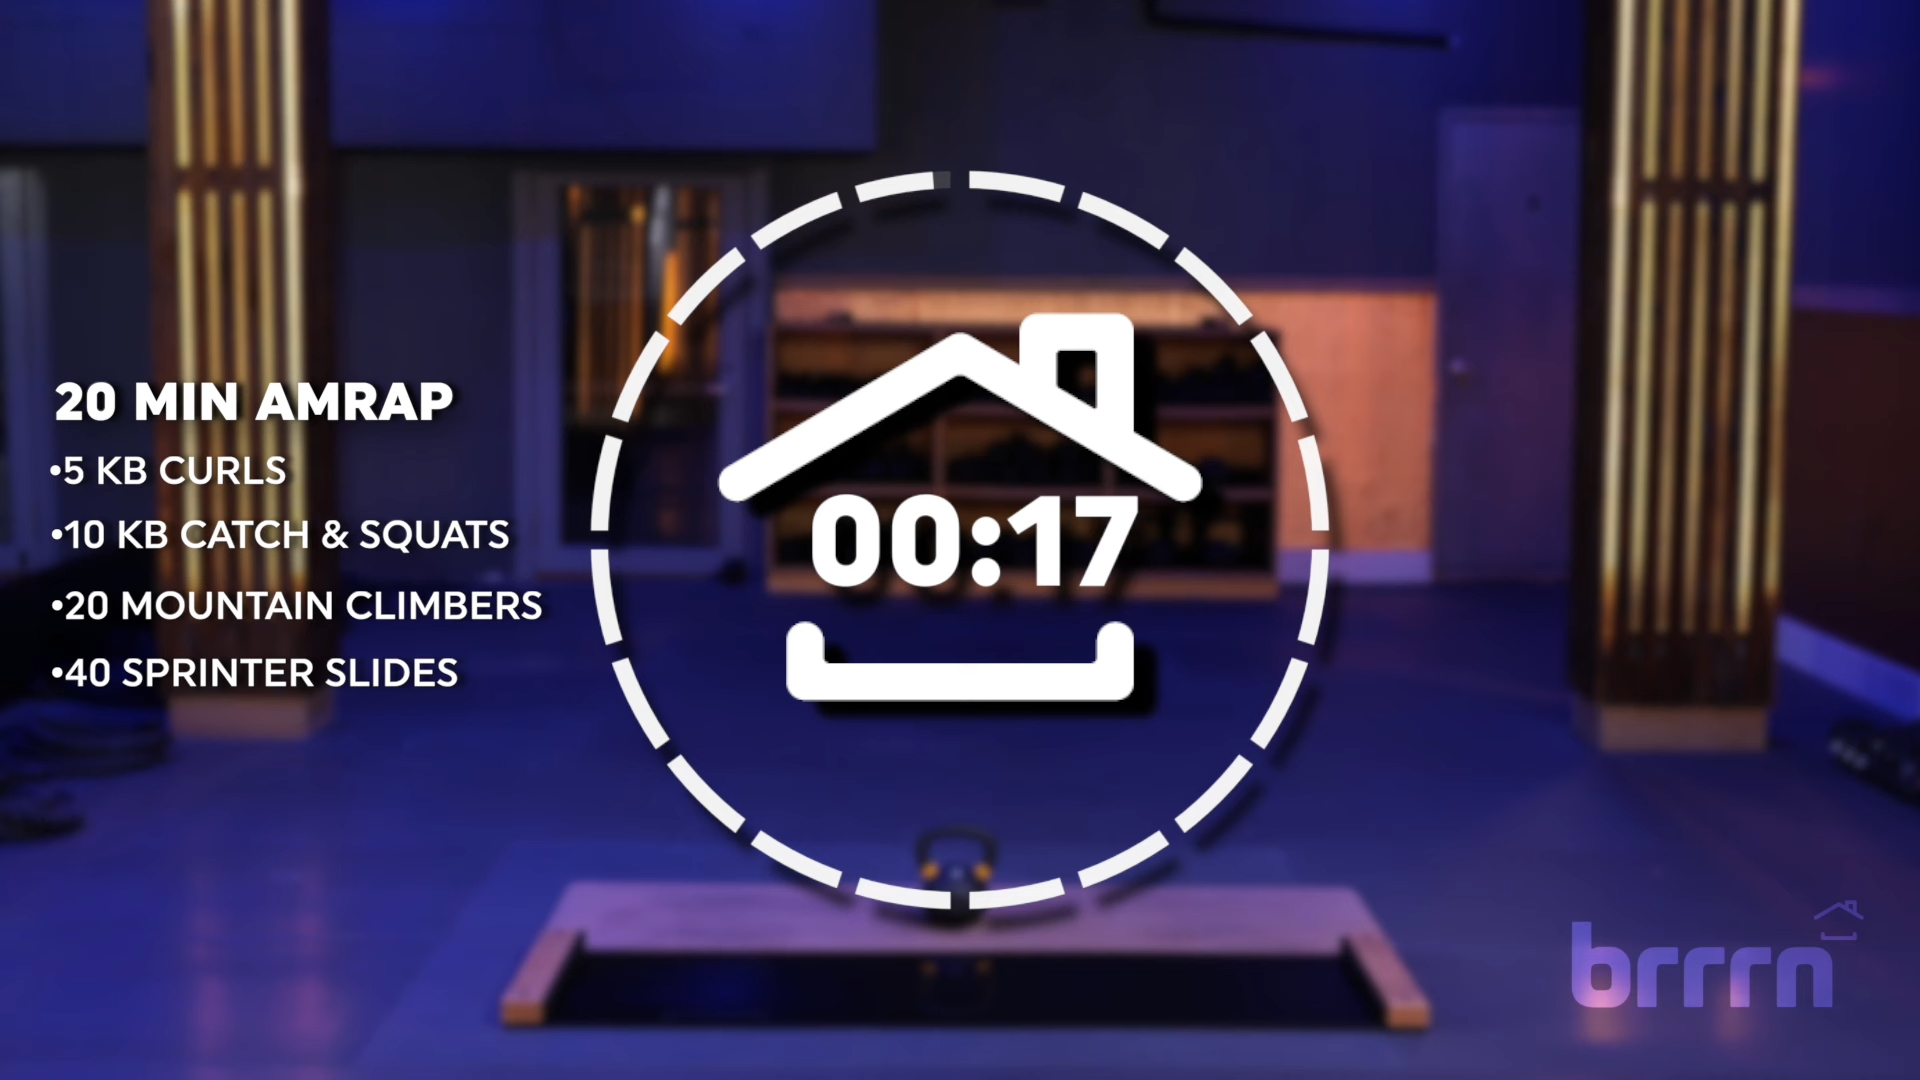 20 MIN AMRAP
•5 KB CURLS
•10 KB CATCH & SQUATS
•20 MOUNTAIN CLIMBERS
•40 SPRINTER SLIDES
00:17
brrrn